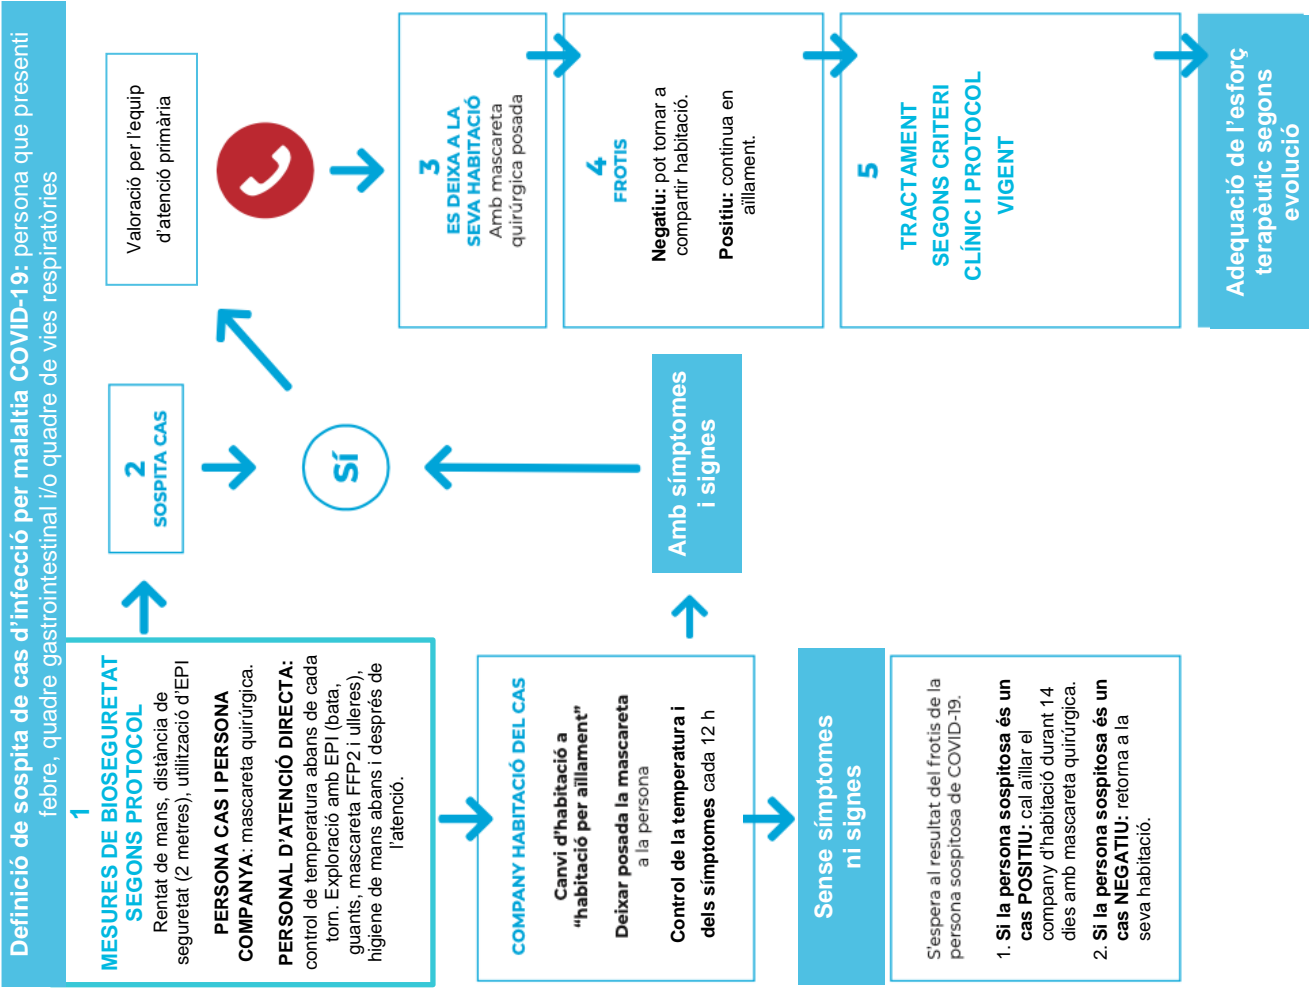 Definició de sospita de cas d'infecció per malaltia COVID-19: persona que presenti
febre, quadre gastrointestinal i/o quadre de vies respiratòries
1
MESURES DE BIOSEGURETAT
SEGONS PROTOCOL
Rentat de mans, distància de
seguretat (2 metres), utilització d'EPI
PERSONA CAS I PERSONA
COMPANYA: mascareta quirúrgica.
PERSONAL D'ATENCIÓ DIRECTA:
control de temperatura abans de cada
torn. Exploració amb EPI (bata,
guants, mascareta FFP2 i ulleres),
higiene de mans abans i després de
l'atenció.
2
SOSPITA CAS
SÍ
Valoració per l'equip
d'atenció primària
3
ES DEIXA A LA
SEVA HABITACIÓ
Amb mascareta
quirúrgica posada
4
FROTIS
Negatiu: pot tornar a
compartir habitació.
Positiu: continua en
aïllament.
5
TRACTAMENT
SEGONS CRITERI
CLÍNIC I PROTOCOL
VIGENT
Adequació de l'esforç
terapèutic segons
evolució
COMPANY HABITACIÓ DEL CAS
Canvi d'habitació a
“habitació per aïllament”
Deixar posada la mascareta
a la persona
Control de la temperatura i
dels símptomes cada 12 h
Amb símptomes
i signes
Sense símptomes
ni signes
S'espera al resultat del frotis de la
persona sospitosa de COVID-19.
1. Si la persona sospitosa és un
cas POSITIU: cal aïllar el
company d'habitació durant 14
dies amb mascareta quirúrgica.
2. Si la persona sospitosa és un
cas NEGATIU: retorna a la
seva habitació.